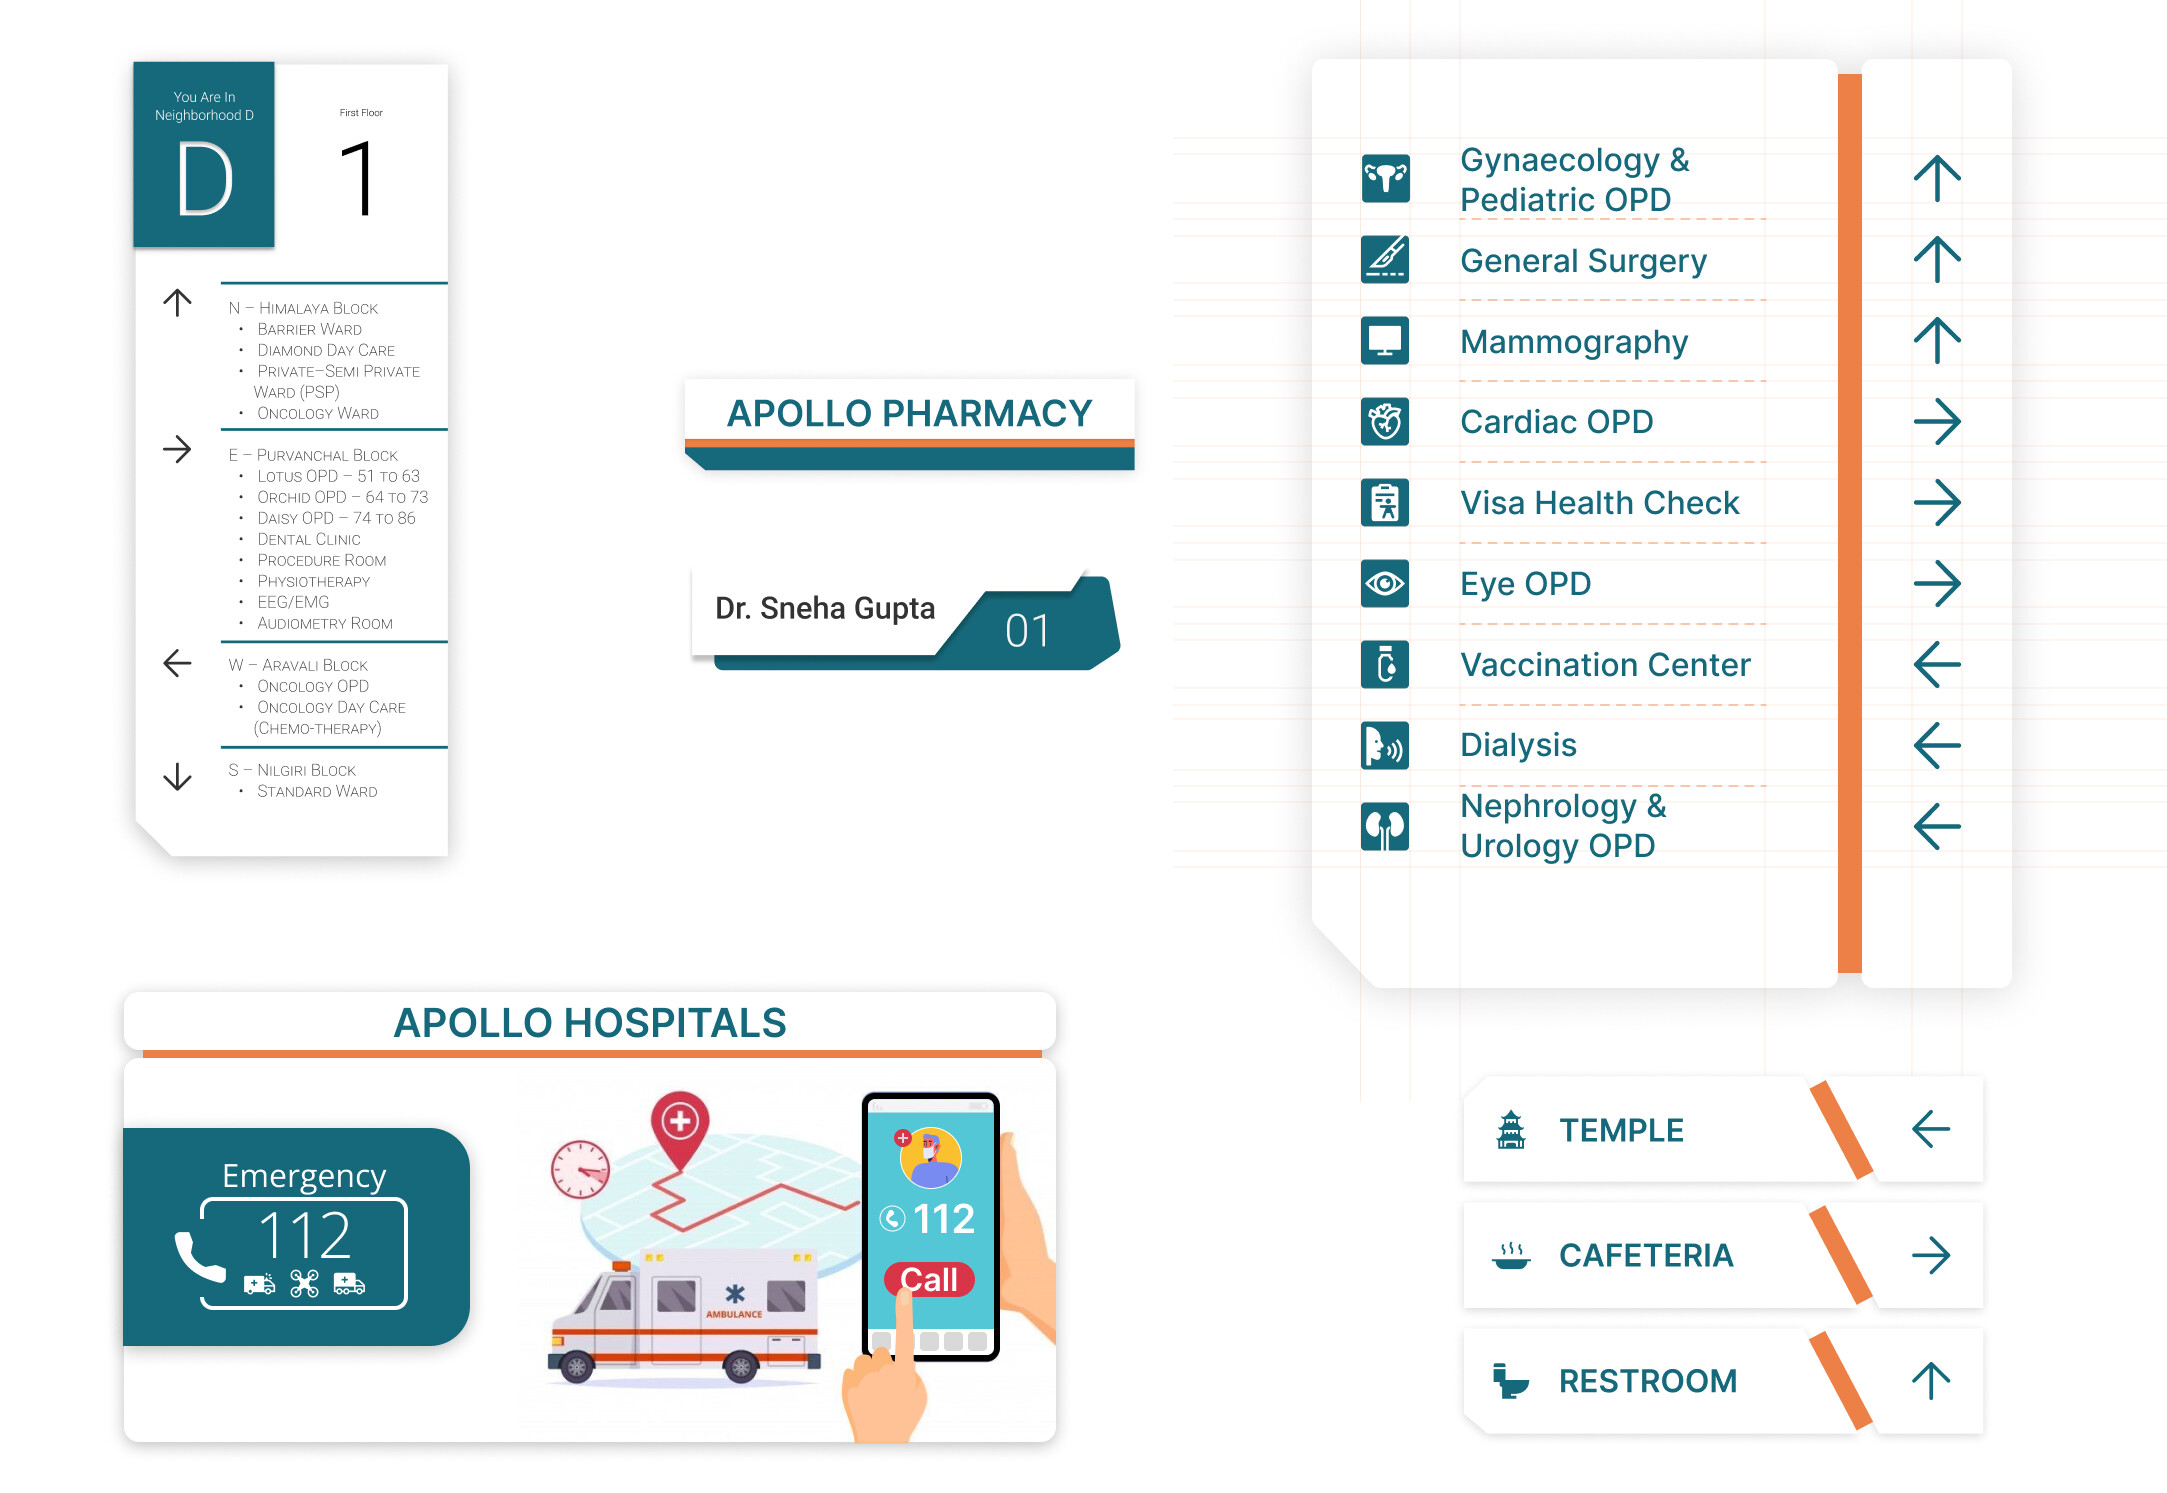 You Are In
Neighborhood D
D
First Floor
1
N – Himalaya Block
• Barrier Ward
• Diamond Day Care
• Private–Semi Private
Ward (PSP)
• Oncology Ward
E – Purvanchal Block
• Lotus OPD – 51 to 63
• Orchid OPD – 64 to 73
• Daisy OPD – 74 to 86
• Dental Clinic
• Procedure Room
• Physiotherapy
• EEG/EMG
• Audiometry Room
W – Aravali Block
• Oncology OPD
• Oncology Day Care
(Chemo-therapy)
S – Nilgiri Block
• Standard Ward
APOLLO PHARMACY
Dr. Sneha Gupta
01
Gynaecology &
Pediatric OPD
General Surgery
Mammography
Cardiac OPD
Visa Health Check
Eye OPD
Vaccination Center
Dialysis
Nephrology &
Urology OPD
APOLLO HOSPITALS
Emergency
112
AMBULANCE
112
Call
TEMPLE
CAFETERIA
RESTROOM